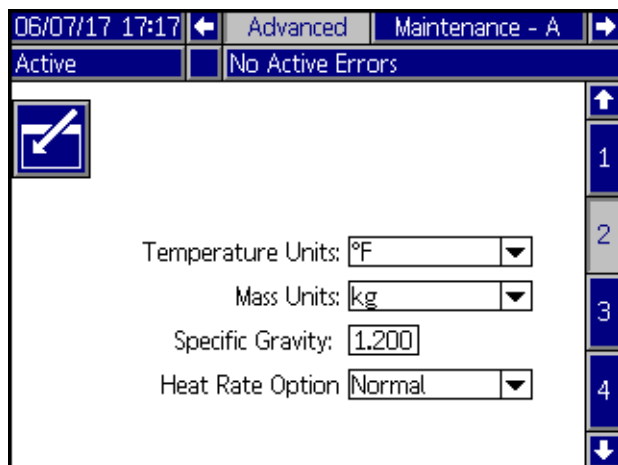 06/07/17 17:17 Advanced Maintenance - A
Active No Active Errors
1
2
Temperature Units: °F
Mass Units: kg
3
Specific Gravity: 1.200
Heat Rate Option Normal
4